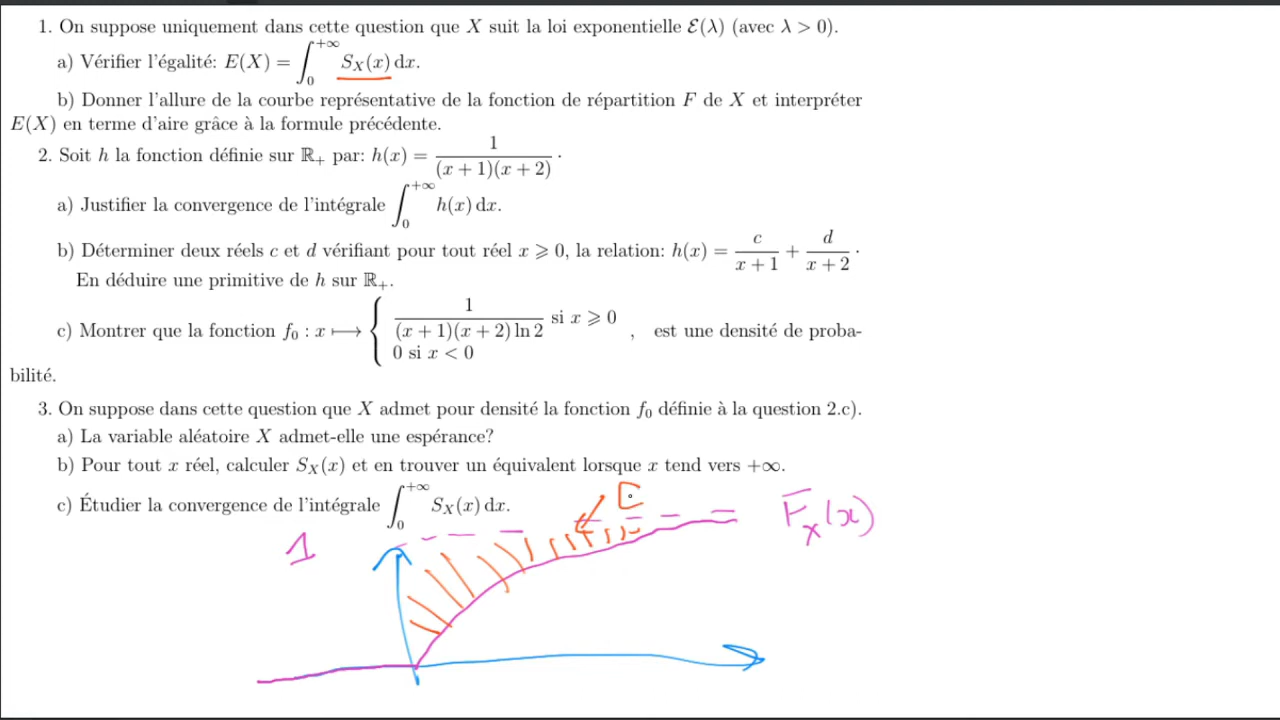 1. On suppose uniquement dans cette question que X suit la loi exponentielle ℰ(λ) (avec λ > 0).
a) Vérifier l'égalité: E(X) = ∫₀^{+∞} S_X(x) dx.
b) Donner l'allure de la courbe représentative de la fonction de répartition F de X et interpréter
E(X) en terme d'aire grâce à la formule précédente.
2. Soit h la fonction définie sur ℝ₊ par: h(x) = 1/((x + 1)(x + 2)).
a) Justifier la convergence de l'intégrale ∫₀^{+∞} h(x) dx.
b) Déterminer deux réels c et d vérifiant pour tout réel x ⩾ 0, la relation: h(x) = c/(x + 1) + d/(x + 2).
En déduire une primitive de h sur ℝ₊.
c) Montrer que la fonction f₀ : x ⟼ { 1/((x + 1)(x + 2) ln 2) si x ⩾ 0
0 si x < 0 , est une densité de proba-
bilité.
3. On suppose dans cette question que X admet pour densité la fonction f₀ définie à la question 2.c).
a) La variable aléatoire X admet-elle une espérance?
b) Pour tout x réel, calculer S_X(x) et en trouver un équivalent lorsque x tend vers +∞.
c) Étudier la convergence de l'intégrale ∫₀^{+∞} S_X(x) dx.
F_X(x)
1